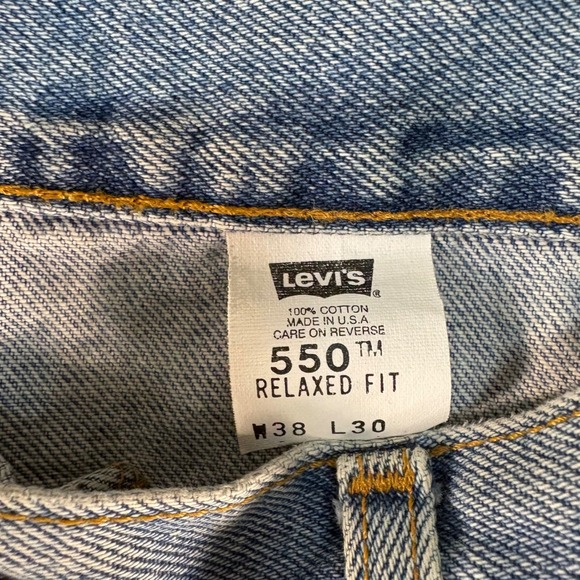 Levi's ®
100% COTTON
MADE IN U.S.A
CARE ON REVERSE
550™
RELAXED FIT
W38 L30